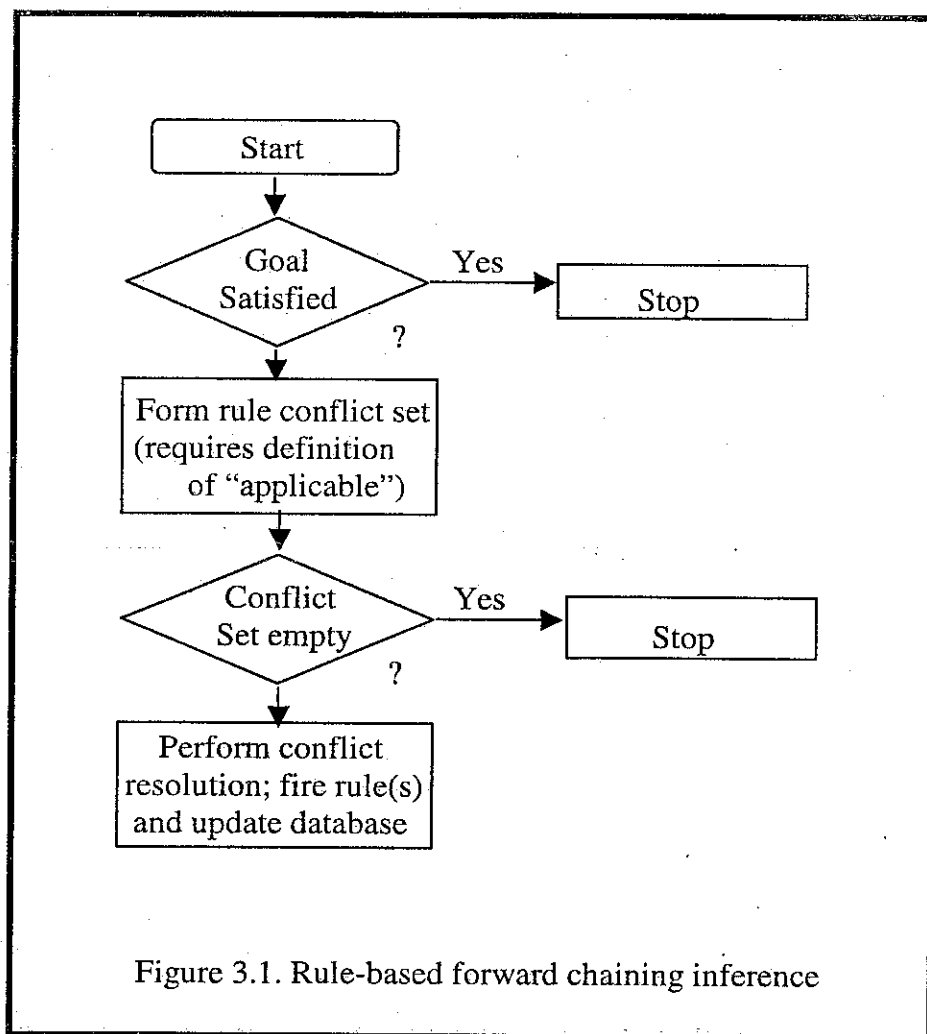 Start
Goal
Satisfied
?
Yes
Stop
Form rule conflict set
(requires definition
of “applicable”)
Conflict
Set empty
?
Yes
Stop
Perform conflict
resolution; fire rule(s)
and update database
Figure 3.1. Rule-based forward chaining inference